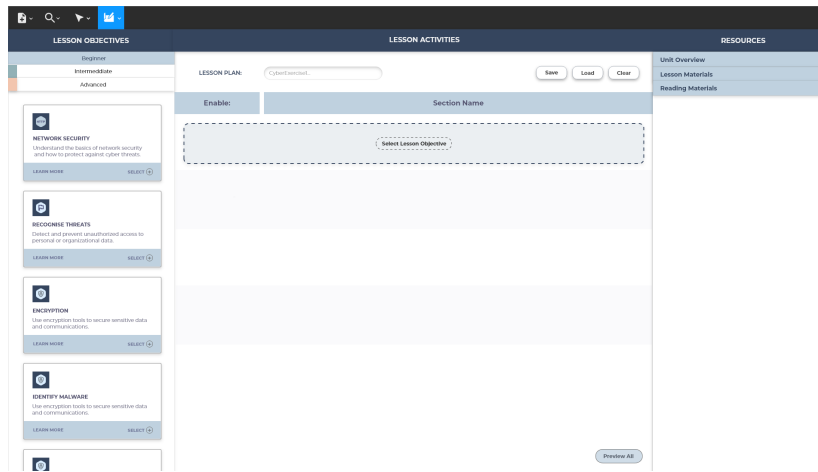 LESSON OBJECTIVES
LESSON ACTIVITIES
RESOURCES
Beginner
Intermeddiate
Advanced
LESSON PLAN:
CyberExercise1..
Save
Load
Clear
Unit Overview
Lesson Materials
Reading Materials
Enable:
Section Name
Select Lesson Objective
NETWORK SECURITY
Understand the basics of network security
and how to protect against cyber threats.
LEARN MORE
SELECT
RECOGNISE THREATS
Detect and prevent unauthorized access to
personal or organizational data.
LEARN MORE
SELECT
ENCRYPTION
Use encryption tools to secure sensitive data
and communications.
LEARN MORE
SELECT
IDENTIFY MALWARE
Use encryption tools to secure sensitive data
and communications.
LEARN MORE
SELECT
Preview All